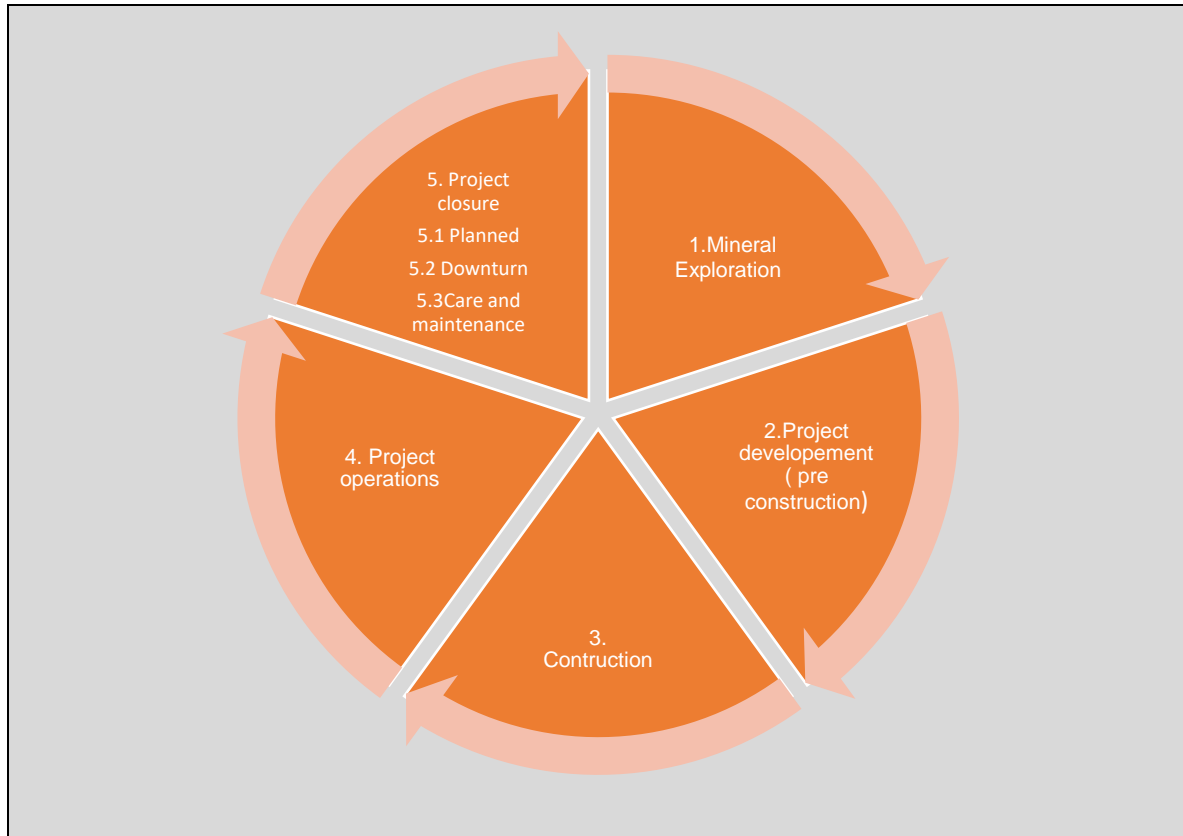 1.Mineral
Exploration
2.Project
developement
( pre
construction)
3.
Contruction
4. Project
operations
5. Project
closure
5.1 Planned
5.2 Downturn
5.3Care and
maintenance